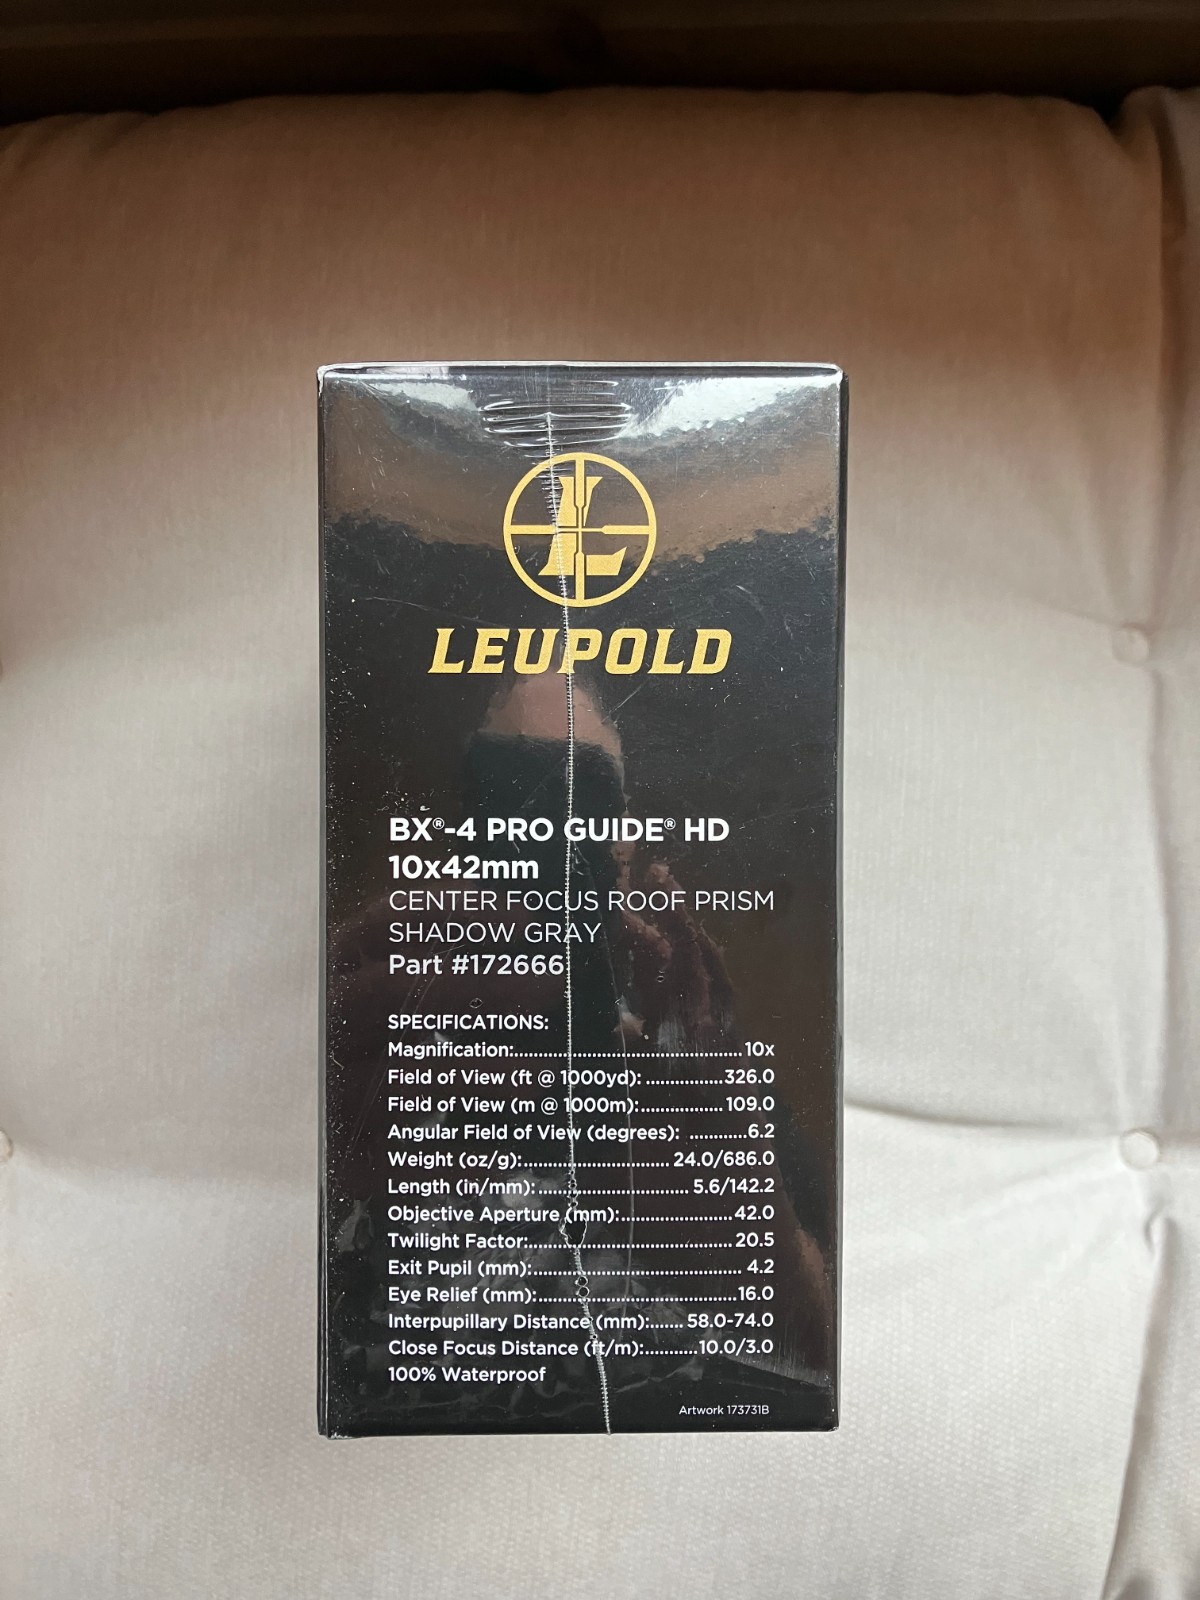 L
LEUPOLD
BX®-4 PRO GUIDE® HD
10x42mm
CENTER FOCUS ROOF PRISM
SHADOW GRAY
Part #172666
SPECIFICATIONS:
Magnification:................................................10x
Field of View (ft @ 1000yd): ................326.0
Field of View (m @ 1000m):.................109.0
Angular Field of View (degrees): ............6.2
Weight (oz/g):.............................. 24.0/686.0
Length (in/mm):............................... 5.6/142.2
Objective Aperture (mm):.......................42.0
Twilight Factor:...........................................20.5
Exit Pupil (mm):........................................... 4.2
Eye Relief (mm):.........................................16.0
Interpupillary Distance (mm):....... 58.0-74.0
Close Focus Distance (ft/m):...........10.0/3.0
100% Waterproof
Artwork 173731B